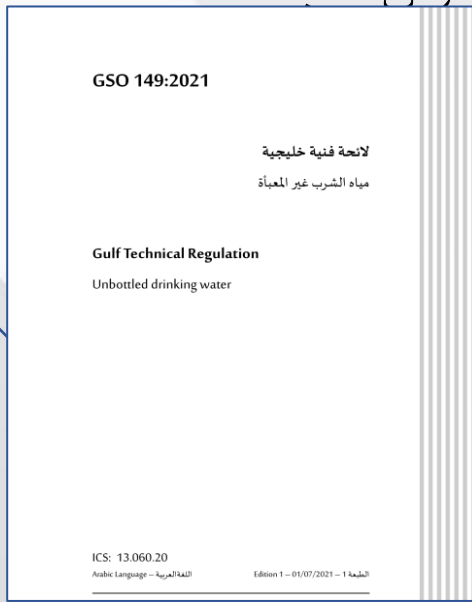 GSO 149:2021
لائحة فنية خليجية
مياه الشرب غير المعبأة
Gulf Technical Regulation
Unbottled drinking water
ICS: 13.060.20
Arabic Language – اللغة العربية
Edition 1 – 01/07/2021 – الطبعة 1